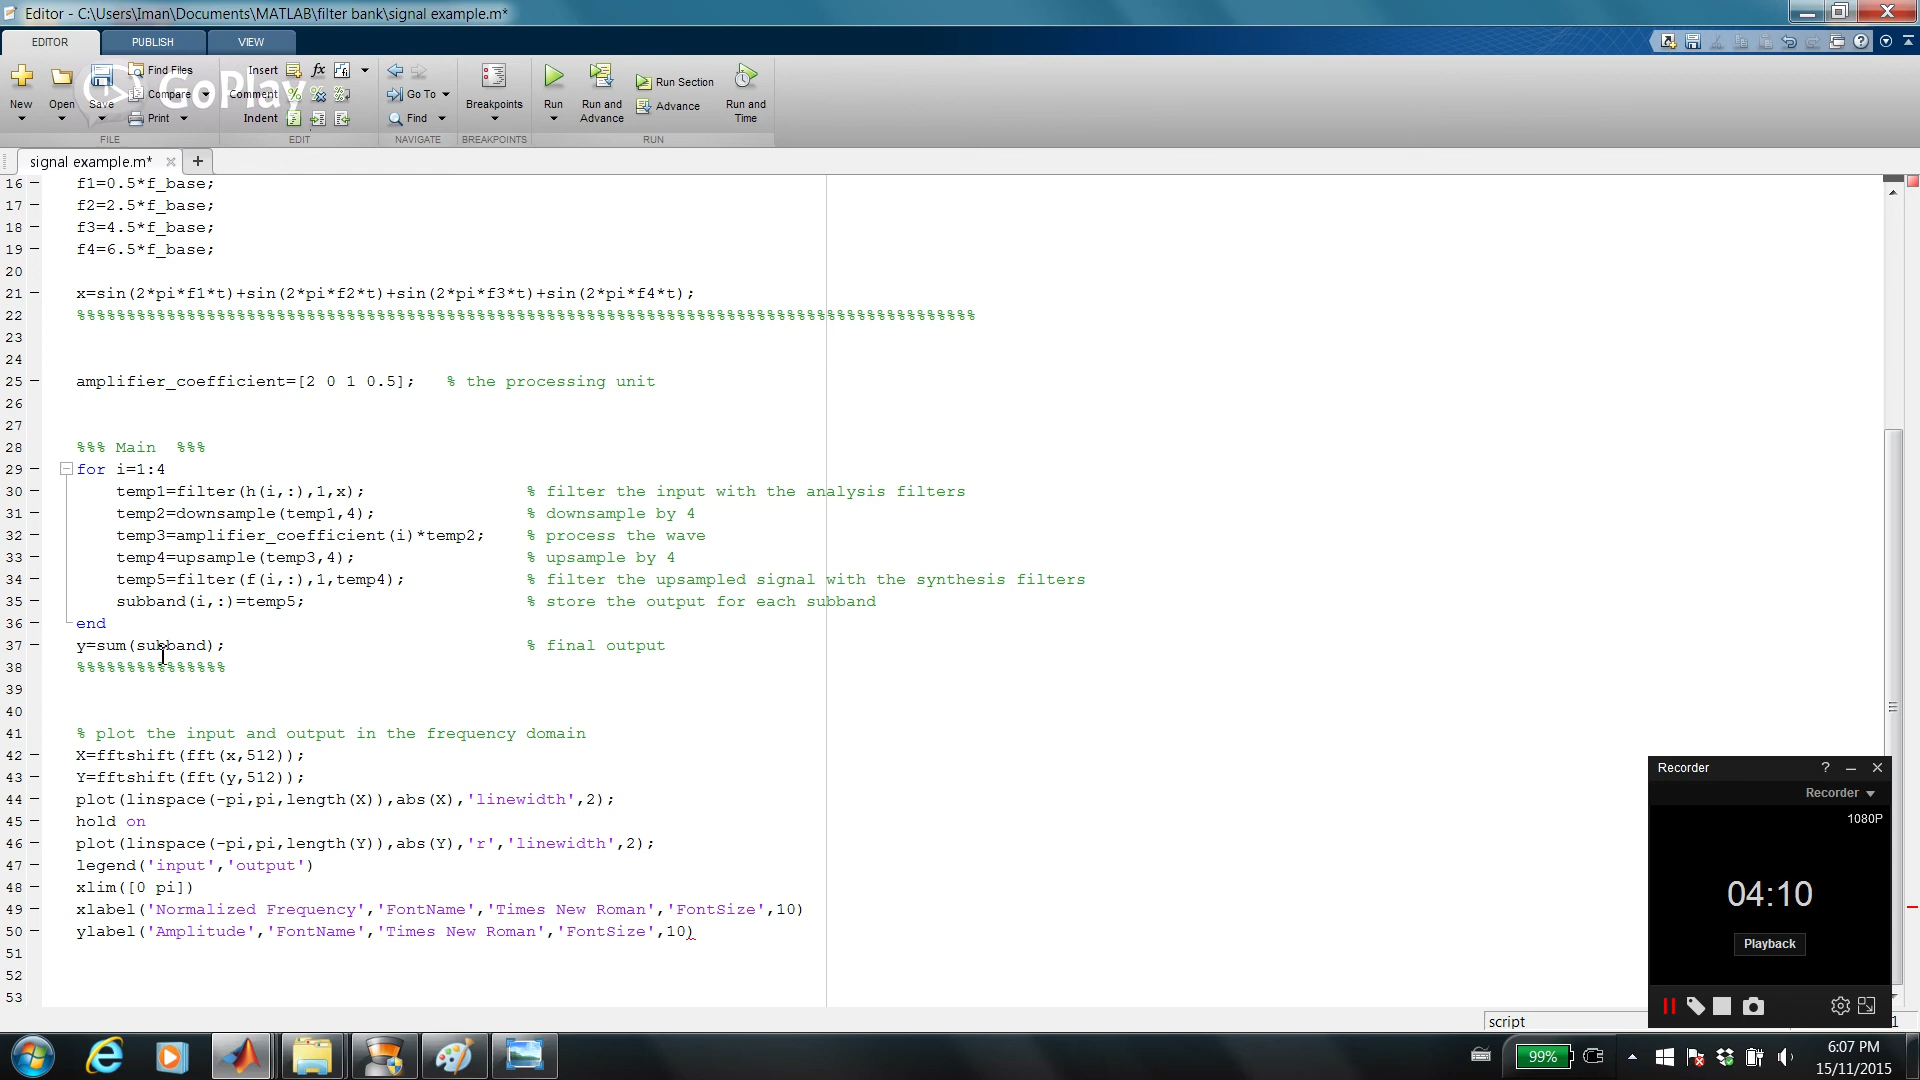 Editor - C:\Users\Iman\Documents\MATLAB\filter bank\signal example.m*
EDITOR PUBLISH VIEW
New Open Save Find Files Compare Print
Insert Comment Indent
Go To Find
Breakpoints
Run Run and Advance Run Section Advance Run and Time
FILE EDIT NAVIGATE BREAKPOINTS RUN
GoPlay
signal example.m*
16 f1=0.5*f_base;
17 f2=2.5*f_base;
18 f3=4.5*f_base;
19 f4=6.5*f_base;
20
21 x=sin(2*pi*f1*t)+sin(2*pi*f2*t)+sin(2*pi*f3*t)+sin(2*pi*f4*t);
22 %%%%%%%%%%%%%%%%%%%%%%%%%%%%%%%%%%%%%%%%%%%%%%%%%%%%%%%%%%%%%%%%%%%%%%%%%%%%%%%%%%%%%%%%%%%%
23
24
25 amplifier_coefficient=[2 0 1 0.5]; % the processing unit
26
27
28 %%% Main %%%
29 for i=1:4
30 temp1=filter(h(i,:),1,x); % filter the input with the analysis filters
31 temp2=downsample(temp1,4); % downsample by 4
32 temp3=amplifier_coefficient(i)*temp2; % process the wave
33 temp4=upsample(temp3,4); % upsample by 4
34 temp5=filter(f(i,:),1,temp4); % filter the upsampled signal with the synthesis filters
35 subband(i,:)=temp5; % store the output for each subband
36 end
37 y=sum(subband); % final output
38 %%%%%%%%%%%%%%%
39
40
41 % plot the input and output in the frequency domain
42 X=fftshift(fft(x,512));
43 Y=fftshift(fft(y,512));
44 plot(linspace(-pi,pi,length(X)),abs(X),'linewidth',2);
45 hold on
46 plot(linspace(-pi,pi,length(Y)),abs(Y),'r','linewidth',2);
47 legend('input','output')
48 xlim([0 pi])
49 xlabel('Normalized Frequency','FontName','Times New Roman','FontSize',10)
50 ylabel('Amplitude','FontName','Times New Roman','FontSize',10)
51
52
53
Recorder
Recorder
1080P
04:10
Playback
script 1
99%
6:07 PM
15/11/2015